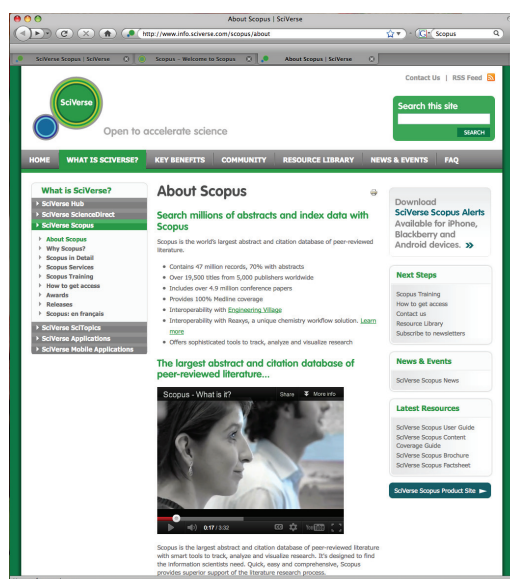 About Scopus | SciVerse
http://www.info.sciverse.com/scopus/about
Scopus
SciVerse Scopus | SciVerse
Scopus - Welcome to Scopus
About Scopus | SciVerse
Contact Us | RSS Feed
SciVerse
Open to accelerate science
Search this site
SEARCH
HOME WHAT IS SCIVERSE? KEY BENEFITS COMMUNITY RESOURCE LIBRARY NEWS & EVENTS FAQ
What is SciVerse?
SciVerse Hub
SciVerse ScienceDirect
SciVerse Scopus
About Scopus
Why Scopus?
Scopus in Detail
Scopus Services
Scopus Training
How to get access
Awards
Releases
Scopus: en français
SciVerse SciTopics
SciVerse Applications
SciVerse Mobile Applications
About Scopus
Search millions of abstracts and index data with
Scopus
Scopus is the world's largest abstract and citation database of peer-reviewed
literature.
Contains 47 million records, 70% with abstracts
Over 19,500 titles from 5,000 publishers worldwide
Includes over 4.9 million conference papers
Provides 100% Medline coverage
Interoperability with Engineering Village
Interoperability with Reaxys, a unique chemistry workflow solution. Learn
more
Offers sophisticated tools to track, analyze and visualize research
The largest abstract and citation database of
peer-reviewed literature...
Scopus - What is it? Share More info
0:17 / 3:32 CC YouTube
Scopus is the largest abstract and citation database of peer-reviewed literature
with smart tools to track, analyze and visualize research. It's designed to find
the information scientists need. Quick, easy and comprehensive, Scopus
provides superior support of the literature research process.
Download
SciVerse Scopus Alerts
Available for iPhone,
Blackberry and
Android devices. »
Next Steps
Scopus Training
How to get access
Contact us
Resource Library
Subscribe to newsletters
News & Events
SciVerse Scopus News
Latest Resources
SciVerse Scopus User Guide
SciVerse Scopus Content
Coverage Guide
SciVerse Scopus Brochure
SciVerse Scopus Factsheet
SciVerse Scopus Product Site